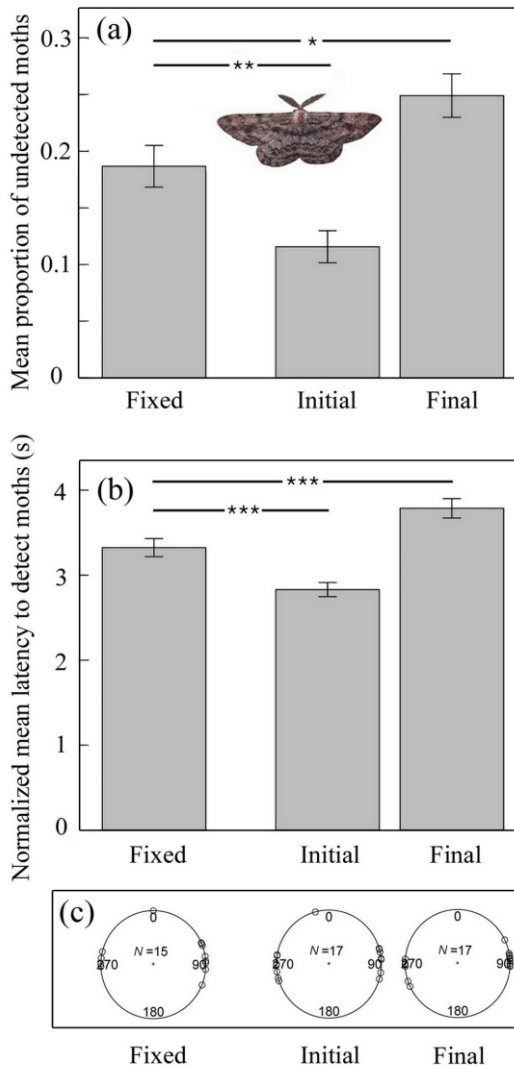 (a)
Mean proportion of undetected moths
0.3
0.2
0.1
0
*
**
Fixed Initial Final
(b)
Normalized mean latency to detect moths (s)
4
3
2
1
0
***
***
Fixed Initial Final
(c)
0 0 0
N =15 N =17 N =17
270 90 270 90 270 90
180 180 180
Fixed Initial Final